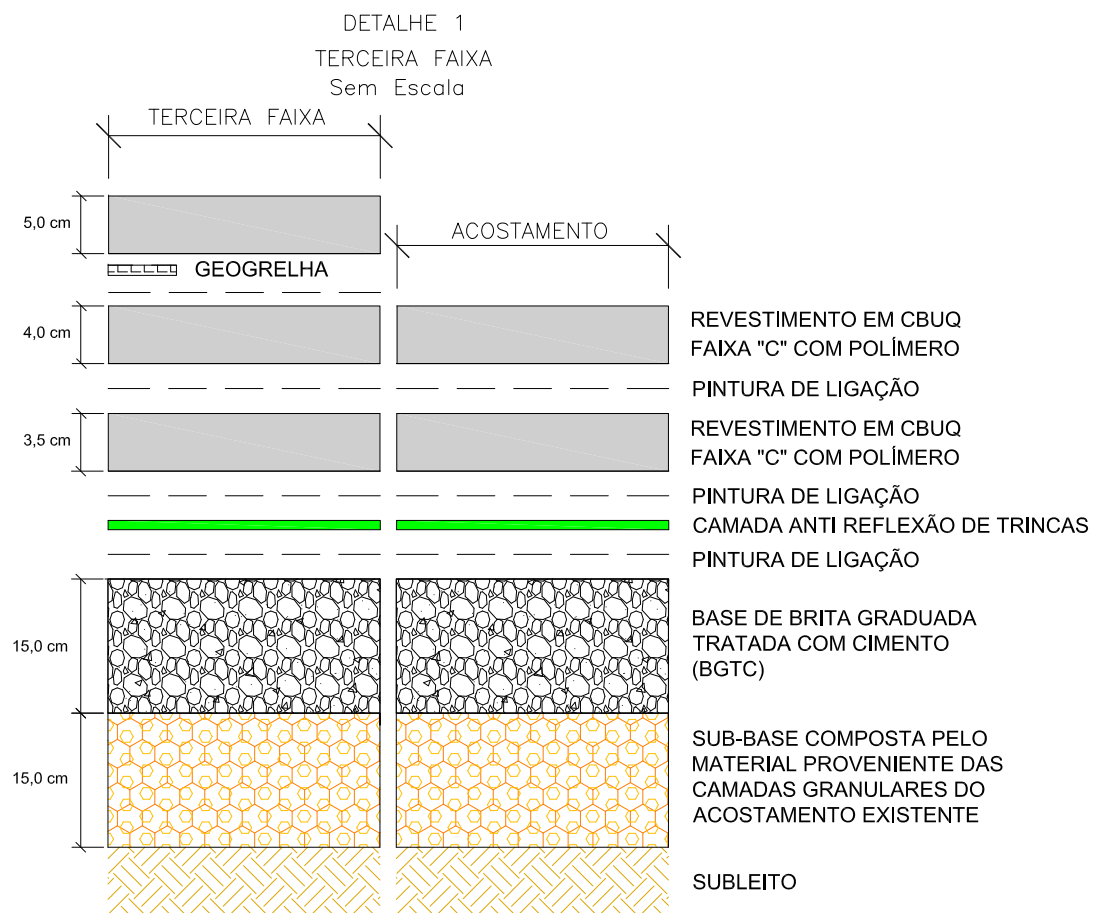 DETALHE 1
TERCEIRA FAIXA
Sem Escala
TERCEIRA FAIXA
5,0 cm
ACOSTAMENTO
GEOGRELHA
4,0 cm
REVESTIMENTO EM CBUQ
FAIXA "C" COM POLÍMERO
PINTURA DE LIGAÇÃO
3,5 cm
REVESTIMENTO EM CBUQ
FAIXA "C" COM POLÍMERO
PINTURA DE LIGAÇÃO
CAMADA ANTI REFLEXÃO DE TRINCAS
PINTURA DE LIGAÇÃO
15,0 cm
BASE DE BRITA GRADUADA
TRATADA COM CIMENTO
(BGTC)
15,0 cm
SUB-BASE COMPOSTA PELO
MATERIAL PROVENIENTE DAS
CAMADAS GRANULARES DO
ACOSTAMENTO EXISTENTE
SUBLEITO